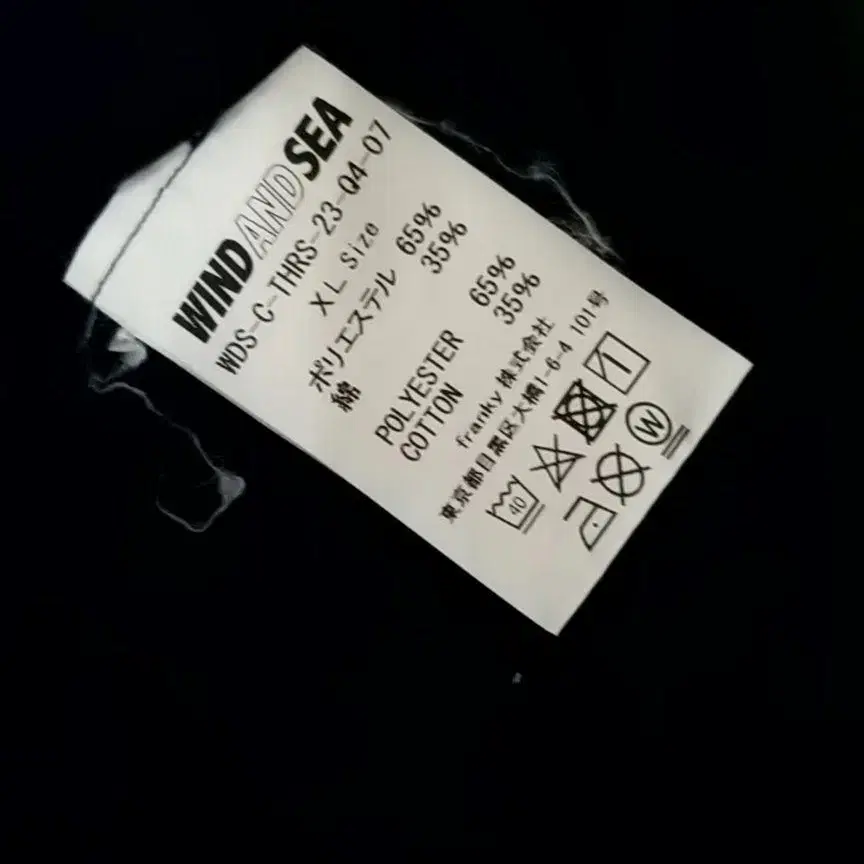 WIND AND SEA
WDS-C-THRS-23-Q4-07
XL Size
ポリエステル 65%
綿 35%
POLYESTER 65%
COTTON 35%
franky 株式会社
東京都目黒区大橋1-6-4 101号
40
W